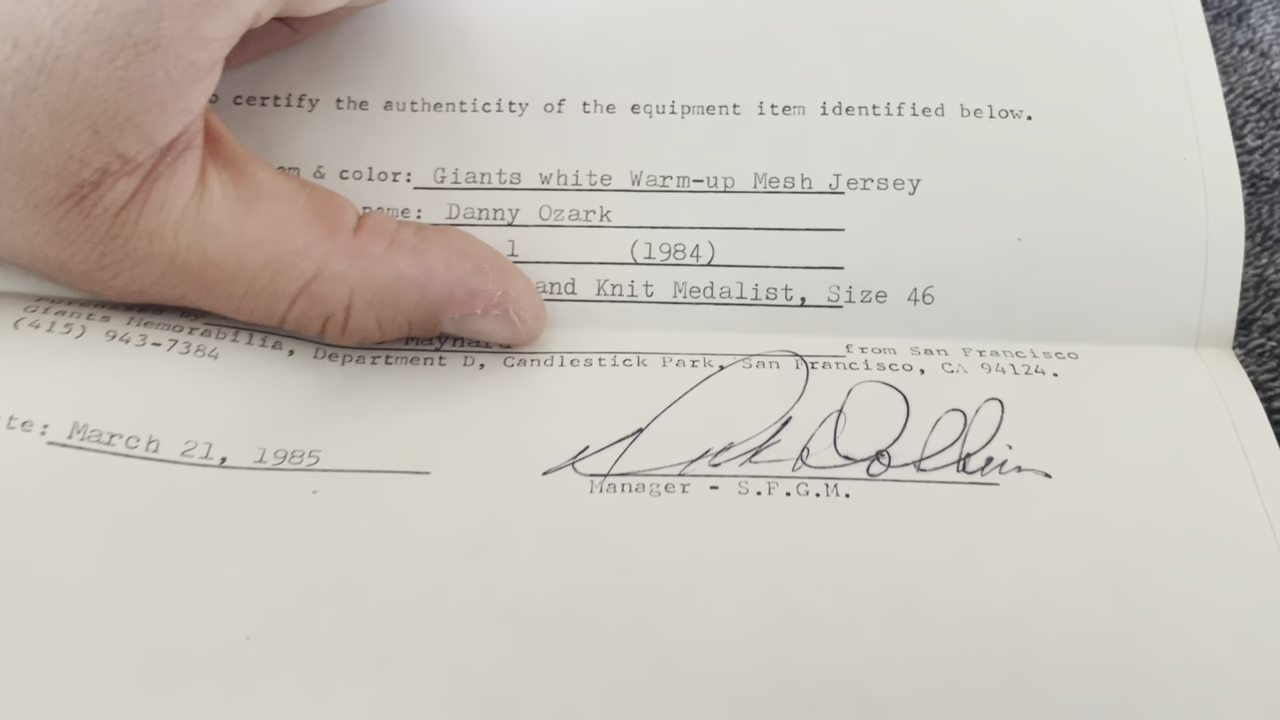 certify the authenticity of the equipment item identified below.
& color: Giants white Warm-up Mesh Jersey
name: Danny Ozark
1 (1984)
and Knit Medalist, Size 46
Maynard from San Francisco
Giants Memorabilia, Department D, Candlestick Park, San Francisco, CA 94124.
(415) 943-7384
te: March 21, 1985
Manager - S.F.G.M.